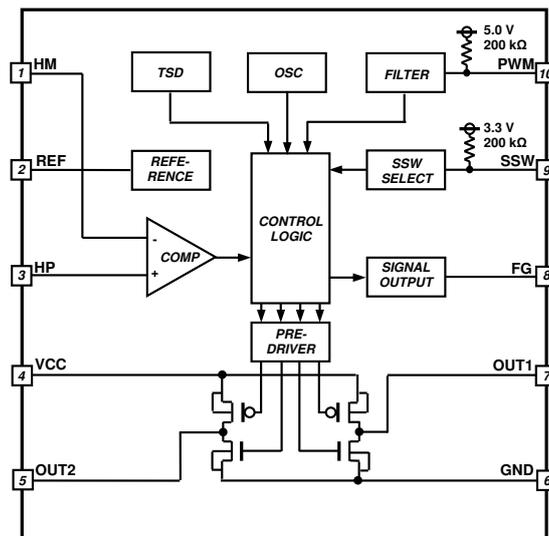 5.0 V
200 kΩ
1 HM
TSD
OSC
FILTER
PWM 10
3.3 V
200 kΩ
2 REF
REFE-
RENCE
SSW
SELECT
SSW 9
CONTROL
LOGIC
-
COMP
+
3 HP
SIGNAL
OUTPUT
FG 8
PRE-
DRIVER
4 VCC
OUT1 7
5 OUT2
GND 6